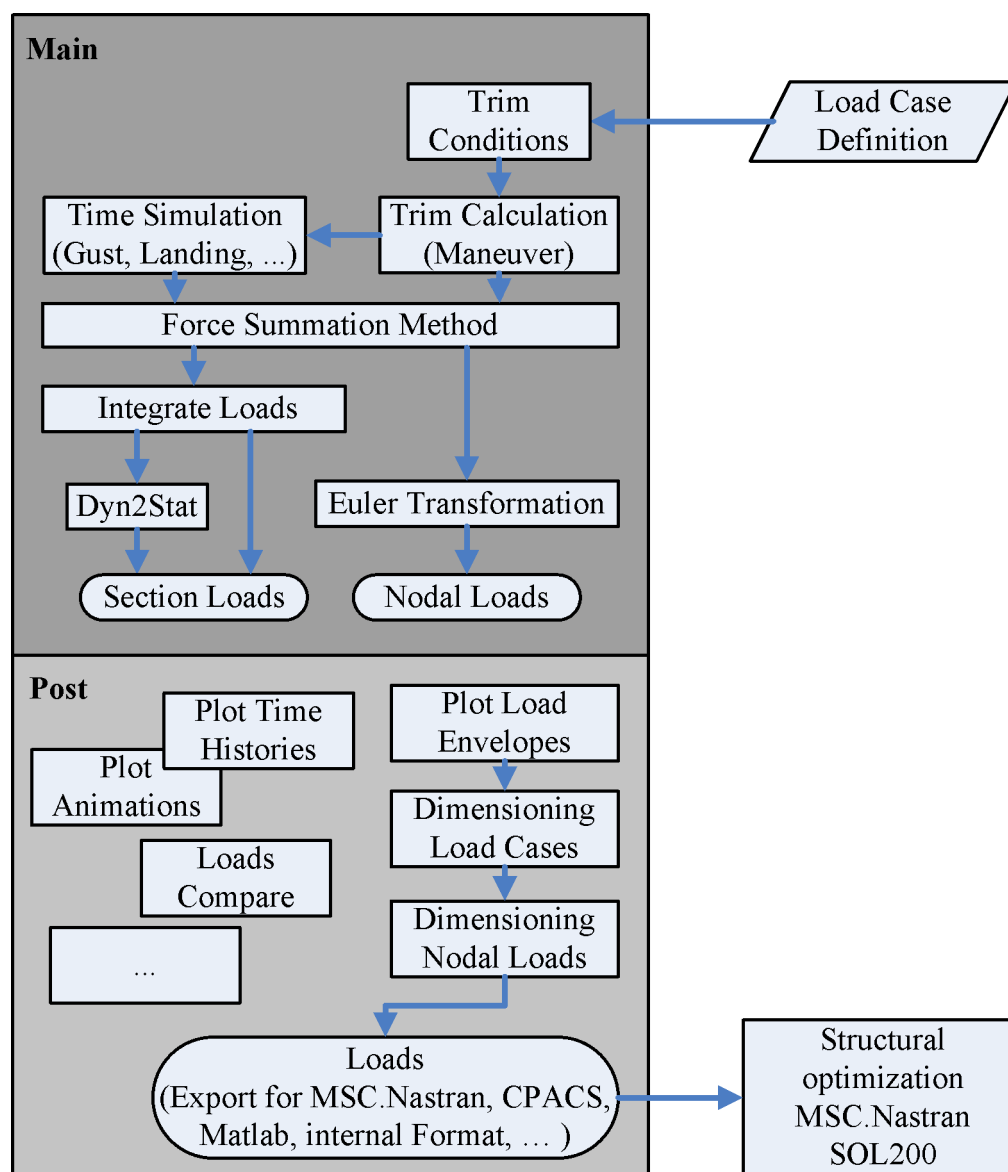 Main
Trim
Conditions
Load Case
Definition
Time Simulation
(Gust, Landing, ...)
Trim Calculation
(Maneuver)
Force Summation Method
Integrate Loads
Dyn2Stat
Euler Transformation
Section Loads
Nodal Loads
Post
Plot Time
Histories
Plot
Animations
Loads
Compare
...
Plot Load
Envelopes
Dimensioning
Load Cases
Dimensioning
Nodal Loads
Loads
(Export for MSC.Nastran, CPACS,
Matlab, internal Format, ... )
Structural
optimization
MSC.Nastran
SOL200